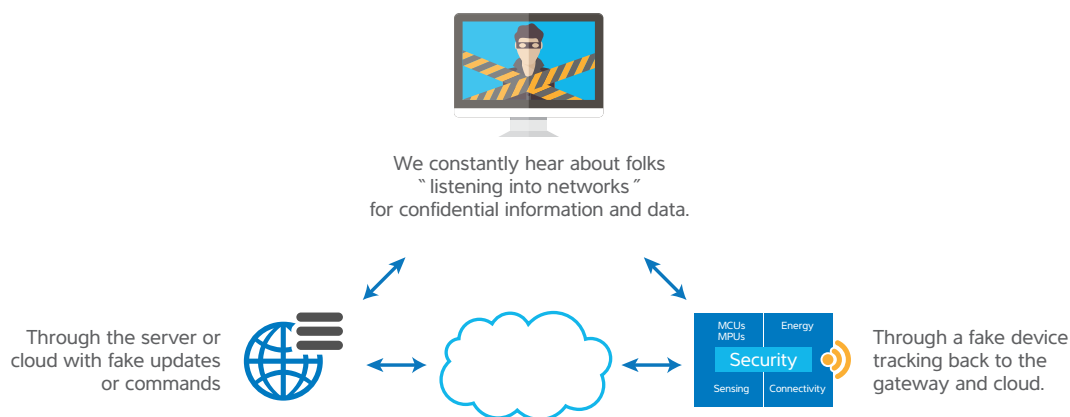 We constantly hear about folks
“listening into networks”
for confidential information and data.
Through the server or
cloud with fake updates
or commands
MCUs
MPUs
Energy
Security
Sensing
Connectivity
Through a fake device
tracking back to the
gateway and cloud.